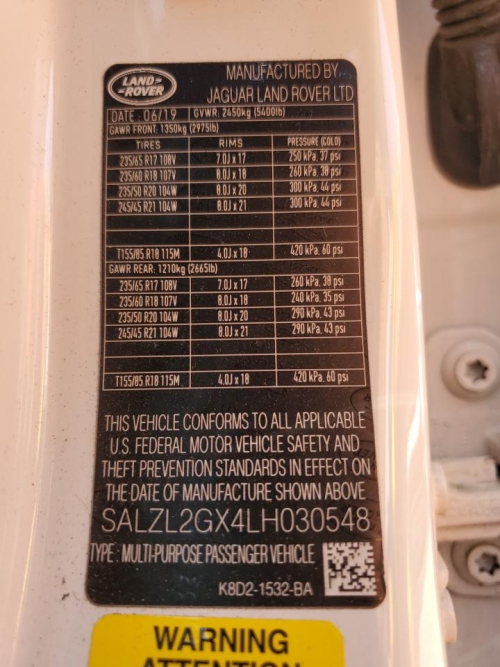 LAND-
-ROVER
MANUFACTURED BY
JAGUAR LAND ROVER LTD
DATE: 06/19 GVWR: 2450kg (5400lb)
GAWR FRONT: 1350kg (2975lb)
TIRES RIMS PRESSURE (COLD)
235/65 R17 108V 7.0J x 17 250 kPa, 37 psi
235/60 R18 107V 8.0J x 18 260 kPa, 38 psi
235/50 R20 104W 8.0J x 20 300 kPa, 44 psi
245/45 R21 104W 8.0J x 21 300 kPa, 44 psi
T155/85 R18 115M 4.0J x 18 420 kPa, 60 psi
GAWR REAR: 1210kg (2665lb)
235/65 R17 108V 7.0J x 17 260 kPa, 38 psi
235/60 R18 107V 8.0J x 18 240 kPa, 35 psi
235/50 R20 104W 8.0J x 20 290 kPa, 43 psi
245/45 R21 104W 8.0J x 21 290 kPa, 43 psi
T155/85 R18 115M 4.0J x 18 420 kPa, 60 psi
THIS VEHICLE CONFORMS TO ALL APPLICABLE
U.S. FEDERAL MOTOR VEHICLE SAFETY AND
THEFT PREVENTION STANDARDS IN EFFECT ON
THE DATE OF MANUFACTURE SHOWN ABOVE
SALZL2GX4LH030548
TYPE: MULTI-PURPOSE PASSENGER VEHICLE
K8D2-1532-BA
WARNING
ATTENTION